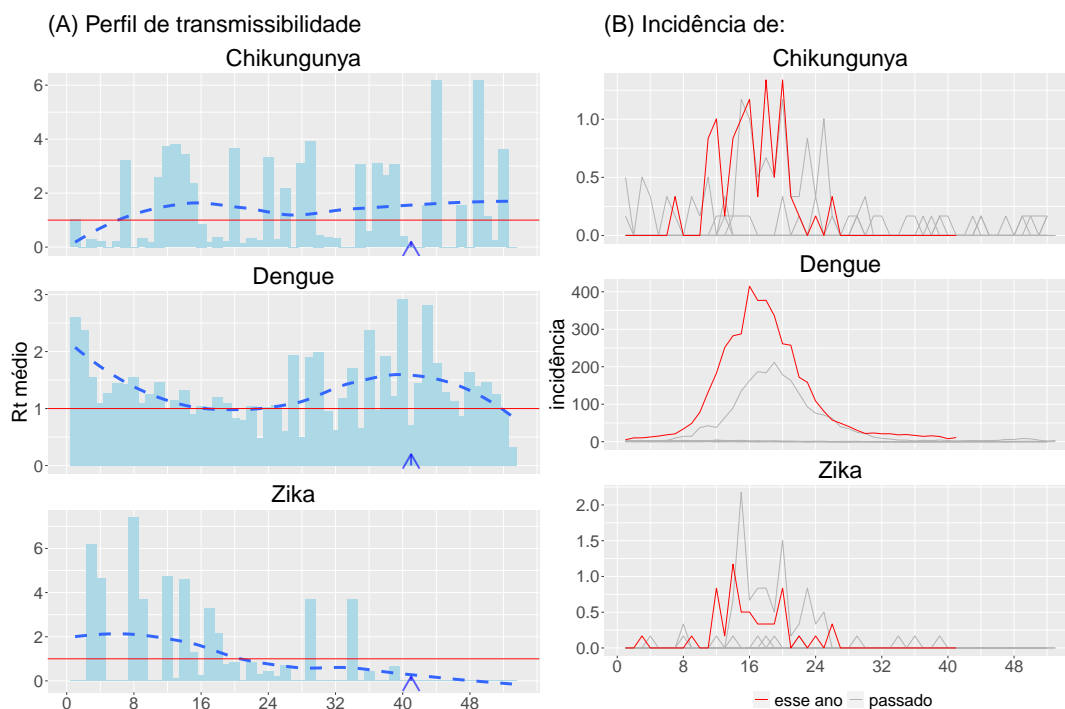 (A) Perfil de transmissibilidade
Chikungunya
6
4
2
0
Dengue
3
2
1
0
Rt médio
Zika
6
4
2
0
0 8 16 24 32 40 48
(B) Incidência de:
Chikungunya
1.0
0.5
0.0
Dengue
400
300
200
100
0
incidência
Zika
2.0
1.5
1.0
0.5
0.0
0 8 16 24 32 40 48
esse ano passado